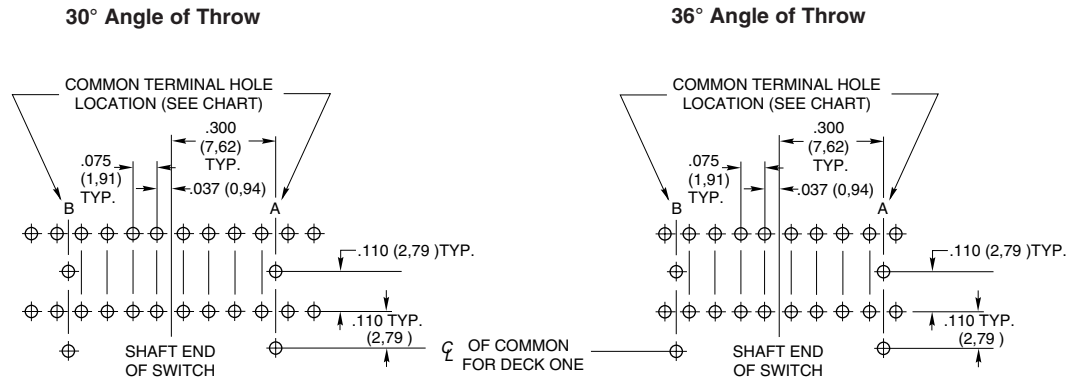 30° Angle of Throw
COMMON TERMINAL HOLE
LOCATION (SEE CHART)
.300
(7,62)
TYP.
.075
(1,91)
TYP.
.037 (0,94)
B
A
.110 (2,79 )TYP.
.110 TYP.
(2,79 )
SHAFT END
OF SWITCH
℄ OF COMMON
FOR DECK ONE
36° Angle of Throw
COMMON TERMINAL HOLE
LOCATION (SEE CHART)
.300
(7,62)
TYP.
.075
(1,91)
TYP.
.037 (0,94)
B
A
.110 (2,79 )TYP.
.110 TYP.
(2,79 )
SHAFT END
OF SWITCH